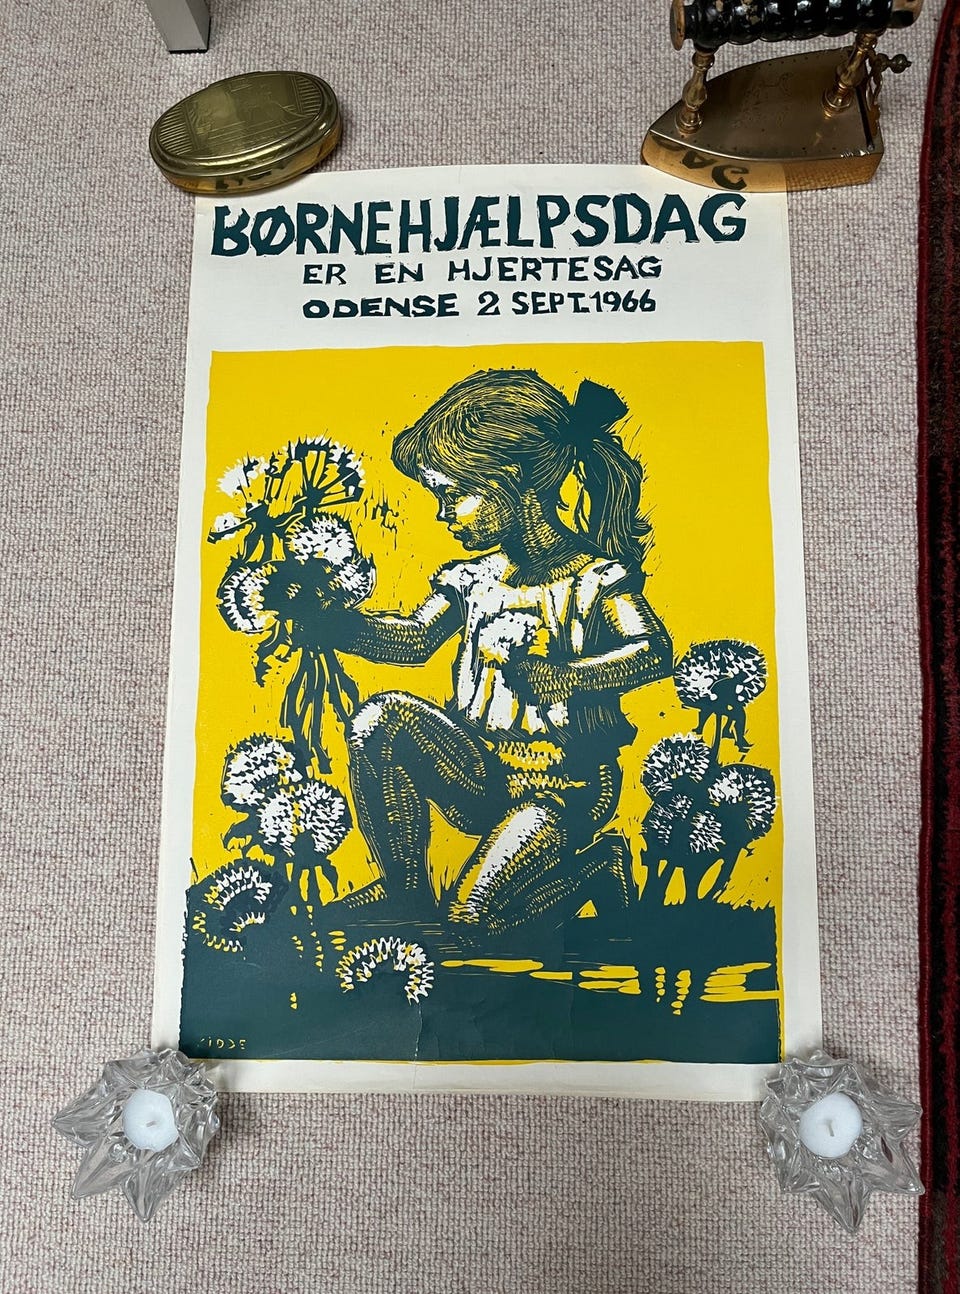 BØRNEHJÆLPSDAG
ER EN HJERTESAG
ODENSE 2 SEPT. 1966